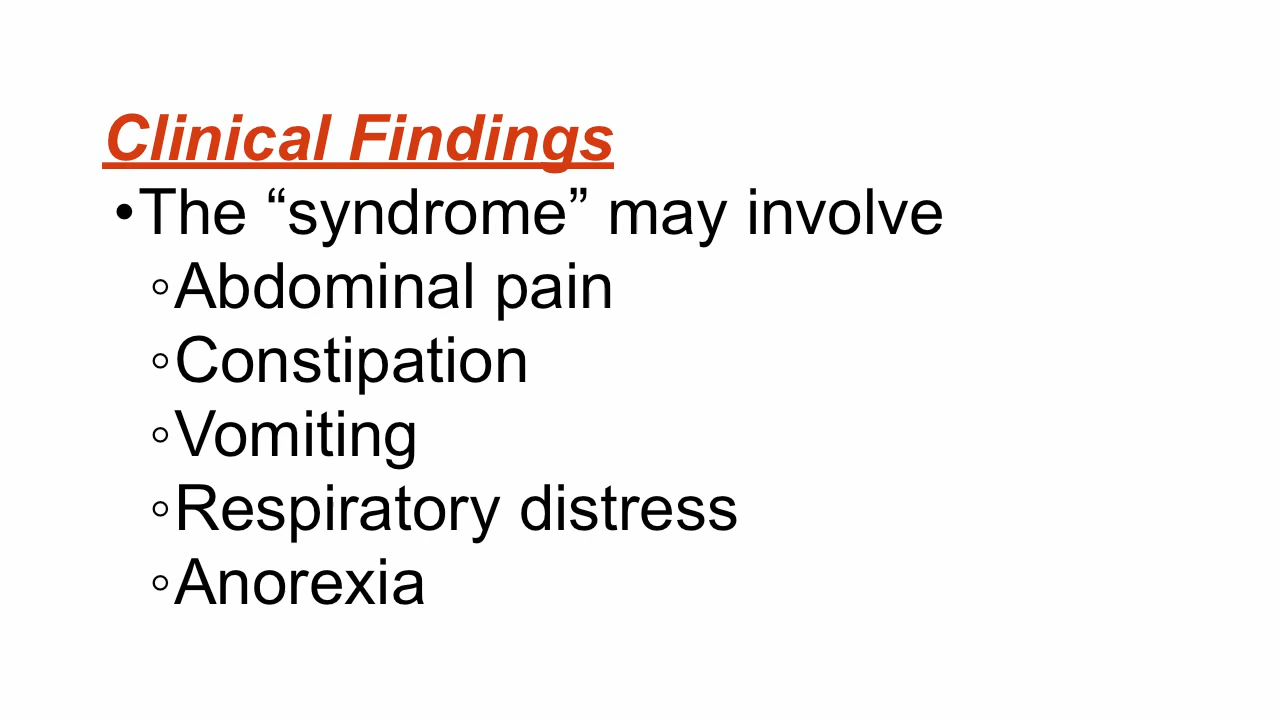 Clinical Findings
•The “syndrome” may involve
◦Abdominal pain
◦Constipation
◦Vomiting
◦Respiratory distress
◦Anorexia